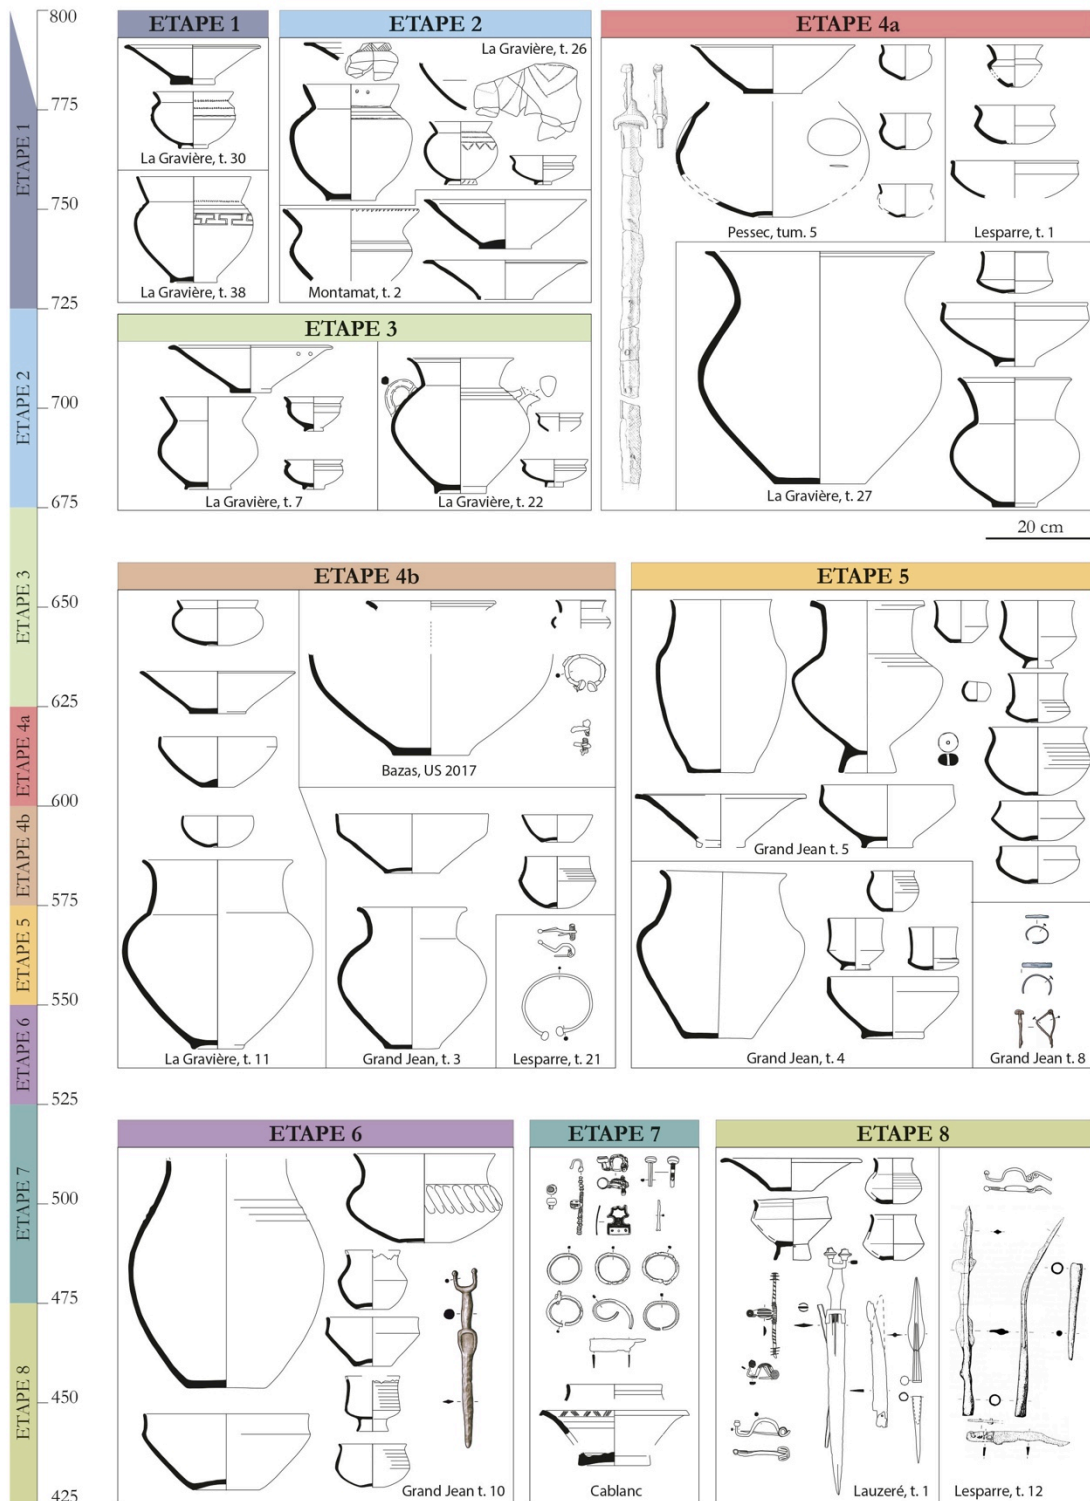 800
775
750
725
700
675
650
625
600
575
550
525
500
475
450
425
ETAPE 1
ETAPE 2
ETAPE 3
ETAPE 4a
ETAPE 4b
ETAPE 5
ETAPE 6
ETAPE 7
ETAPE 8
ETAPE 1
La Gravière, t. 30
La Gravière, t. 38
ETAPE 2
La Gravière, t. 26
Montamat, t. 2
ETAPE 3
La Gravière, t. 7
La Gravière, t. 22
ETAPE 4a
Pessec, tum. 5
Lesparre, t. 1
La Gravière, t. 27
20 cm
ETAPE 4b
Bazas, US 2017
La Gravière, t. 11
Grand Jean, t. 3
Lesparre, t. 21
ETAPE 5
Grand Jean t. 5
Grand Jean, t. 4
Grand Jean t. 8
ETAPE 6
Grand Jean t. 10
ETAPE 7
Cablanc
ETAPE 8
Lauzeré, t. 1
Lesparre, t. 12